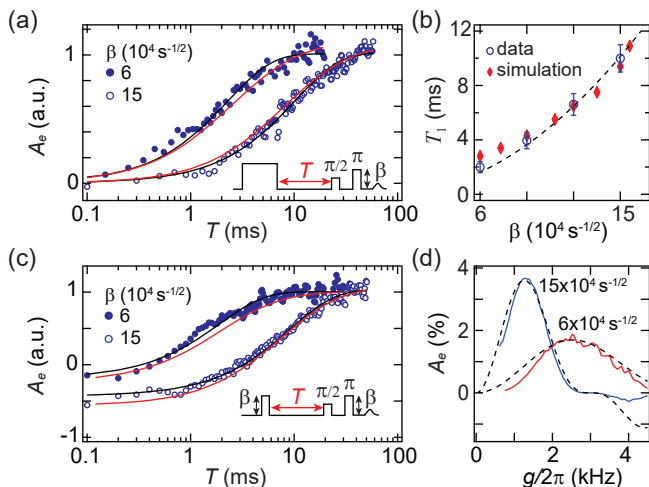 (a)
β (10⁴ s⁻¹/²)
6
15
A_e (a.u.)
1
0
T
π/2
π
β
0.1
1
10
100
T (ms)
(b)
data
simulation
T₁ (ms)
12
8
4
0
6
15
β (10⁴ s⁻¹/²)
(c)
β (10⁴ s⁻¹/²)
6
15
A_e (a.u.)
1
0
-1
β
T
π/2
π
β
0.1
1
10
100
T (ms)
(d)
15x10⁴ s⁻¹/²
6x10⁴ s⁻¹/²
A_e (%)
4
2
0
0
2
4
g/2π (kHz)